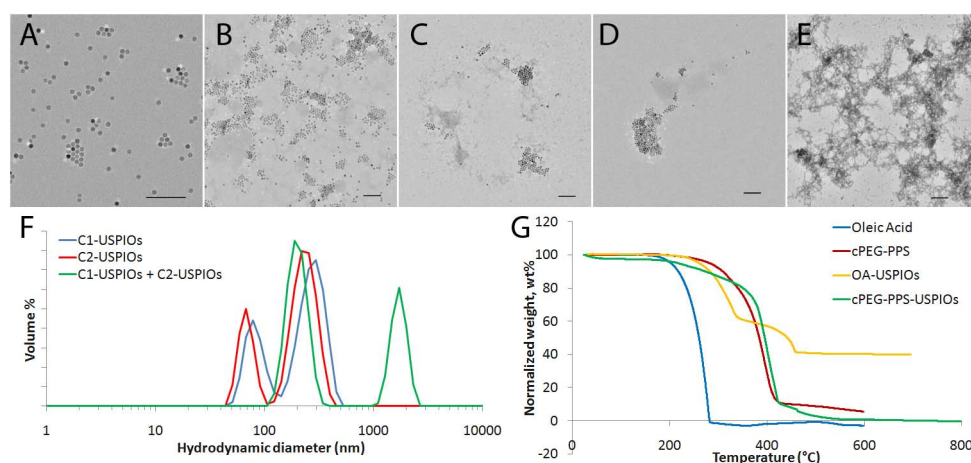 A
B
C
D
E
F
C1-USPIOs
C2-USPIOs
C1-USPIOs + C2-USPIOs
Volume %
1
10
100
1000
10000
Hydrodynamic diameter (nm)
G
Oleic Acid
cPEG-PPS
OA-USPIOs
cPEG-PPS-USPIOs
Normalized weight, wt%
120
100
80
60
40
20
0
-20
0
200
400
600
800
Temperature (°C)